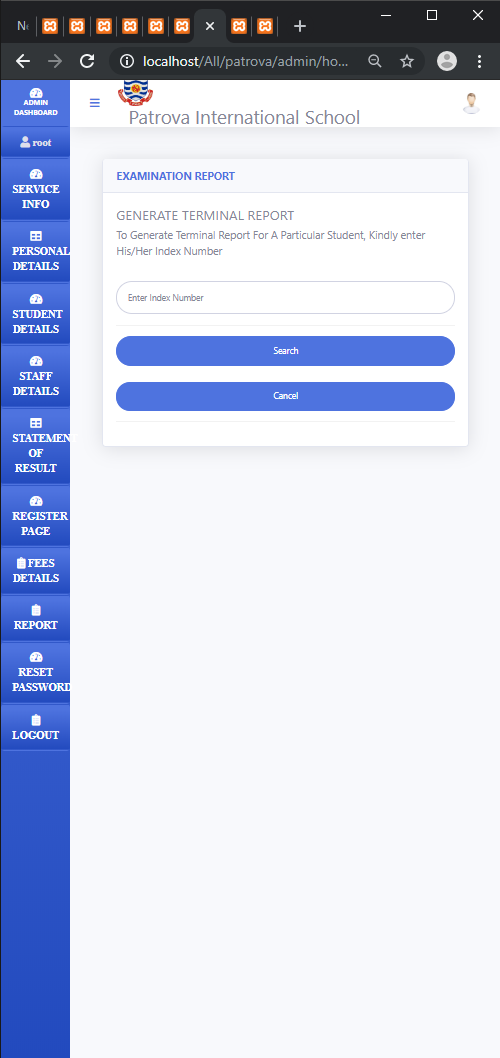 Ne
localhost/All/patrova/admin/ho...
ADMIN
DASHBOARD
root
SERVICE
INFO
PERSONAL
DETAILS
STUDENT
DETAILS
STAFF
DETAILS
STATEMENT
OF
RESULT
REGISTER
PAGE
FEES
DETAILS
REPORT
RESET
PASSWORD
LOGOUT
Patrova International School
EXAMINATION REPORT
GENERATE TERMINAL REPORT
To Generate Terminal Report For A Particular Student, Kindly enter
His/Her Index Number
Enter Index Number
Search
Cancel